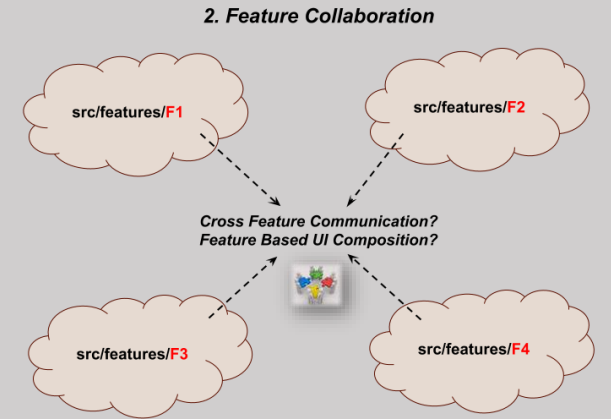 2. Feature Collaboration
src/features/F1
src/features/F2
Cross Feature Communication?
Feature Based UI Composition?
src/features/F3
src/features/F4